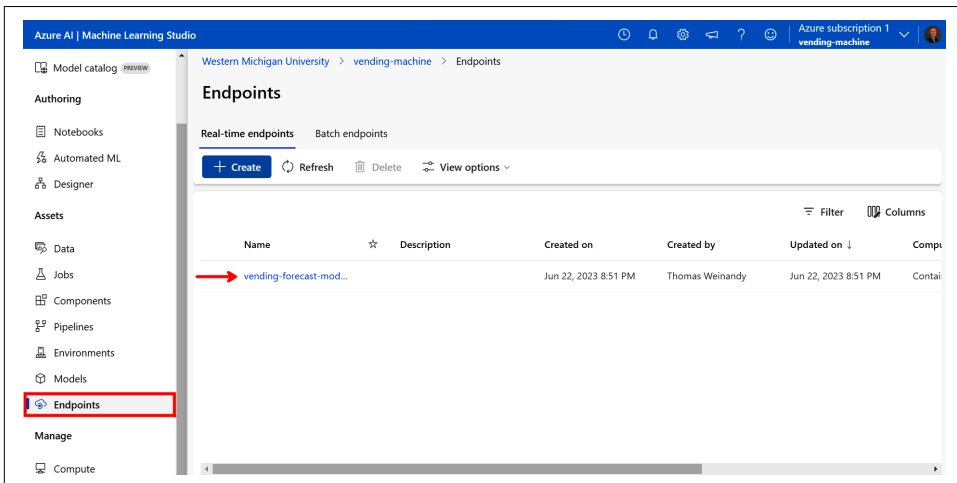 Azure AI | Machine Learning Studio
Azure subscription 1
vending-machine
Model catalog PREVIEW
Authoring
Notebooks
Automated ML
Designer
Assets
Data
Jobs
Components
Pipelines
Environments
Models
Endpoints
Manage
Compute
Western Michigan University > vending-machine > Endpoints
Endpoints
Real-time endpoints Batch endpoints
+ Create Refresh Delete View options
Filter Columns
Name Description Created on Created by Updated on ↓ Compu
vending-forecast-mod... Jun 22, 2023 8:51 PM Thomas Weinandy Jun 22, 2023 8:51 PM Contai